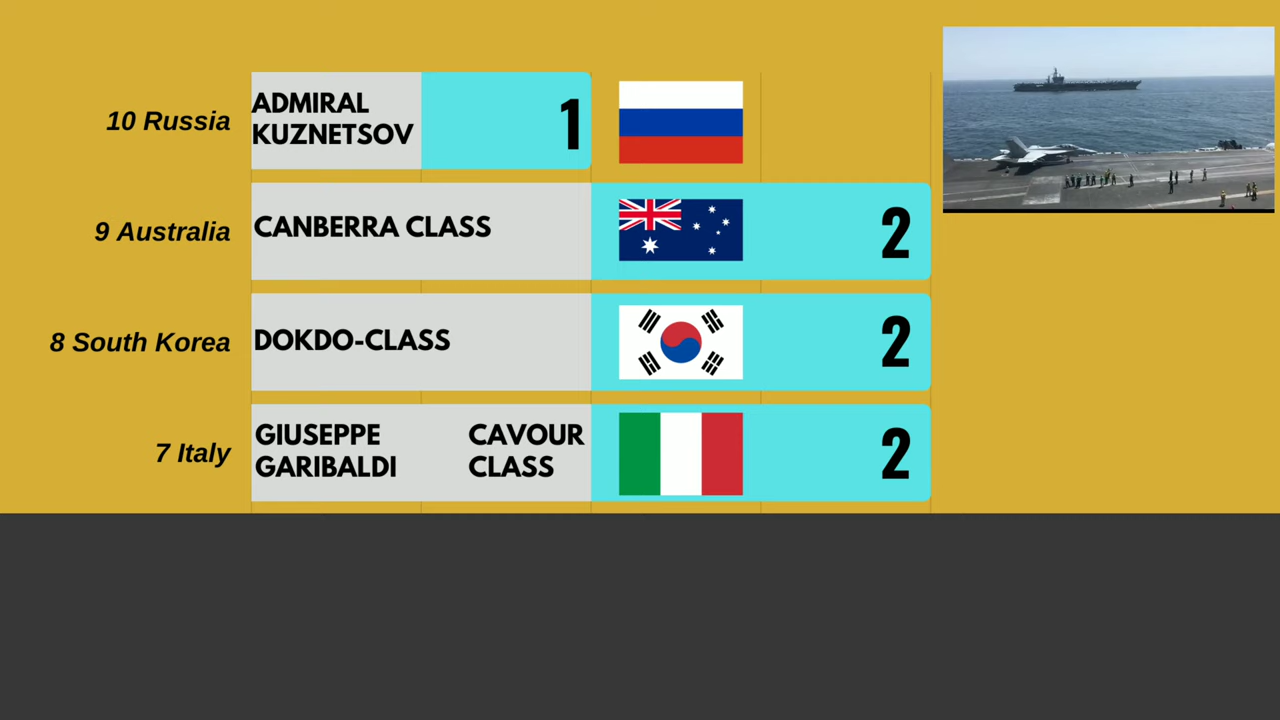 10 Russia
ADMIRAL
KUZNETSOV
1
9 Australia
CANBERRA CLASS
2
8 South Korea
DOKDO-CLASS
2
7 Italy
GIUSEPPE
GARIBALDI
CAVOUR
CLASS
2